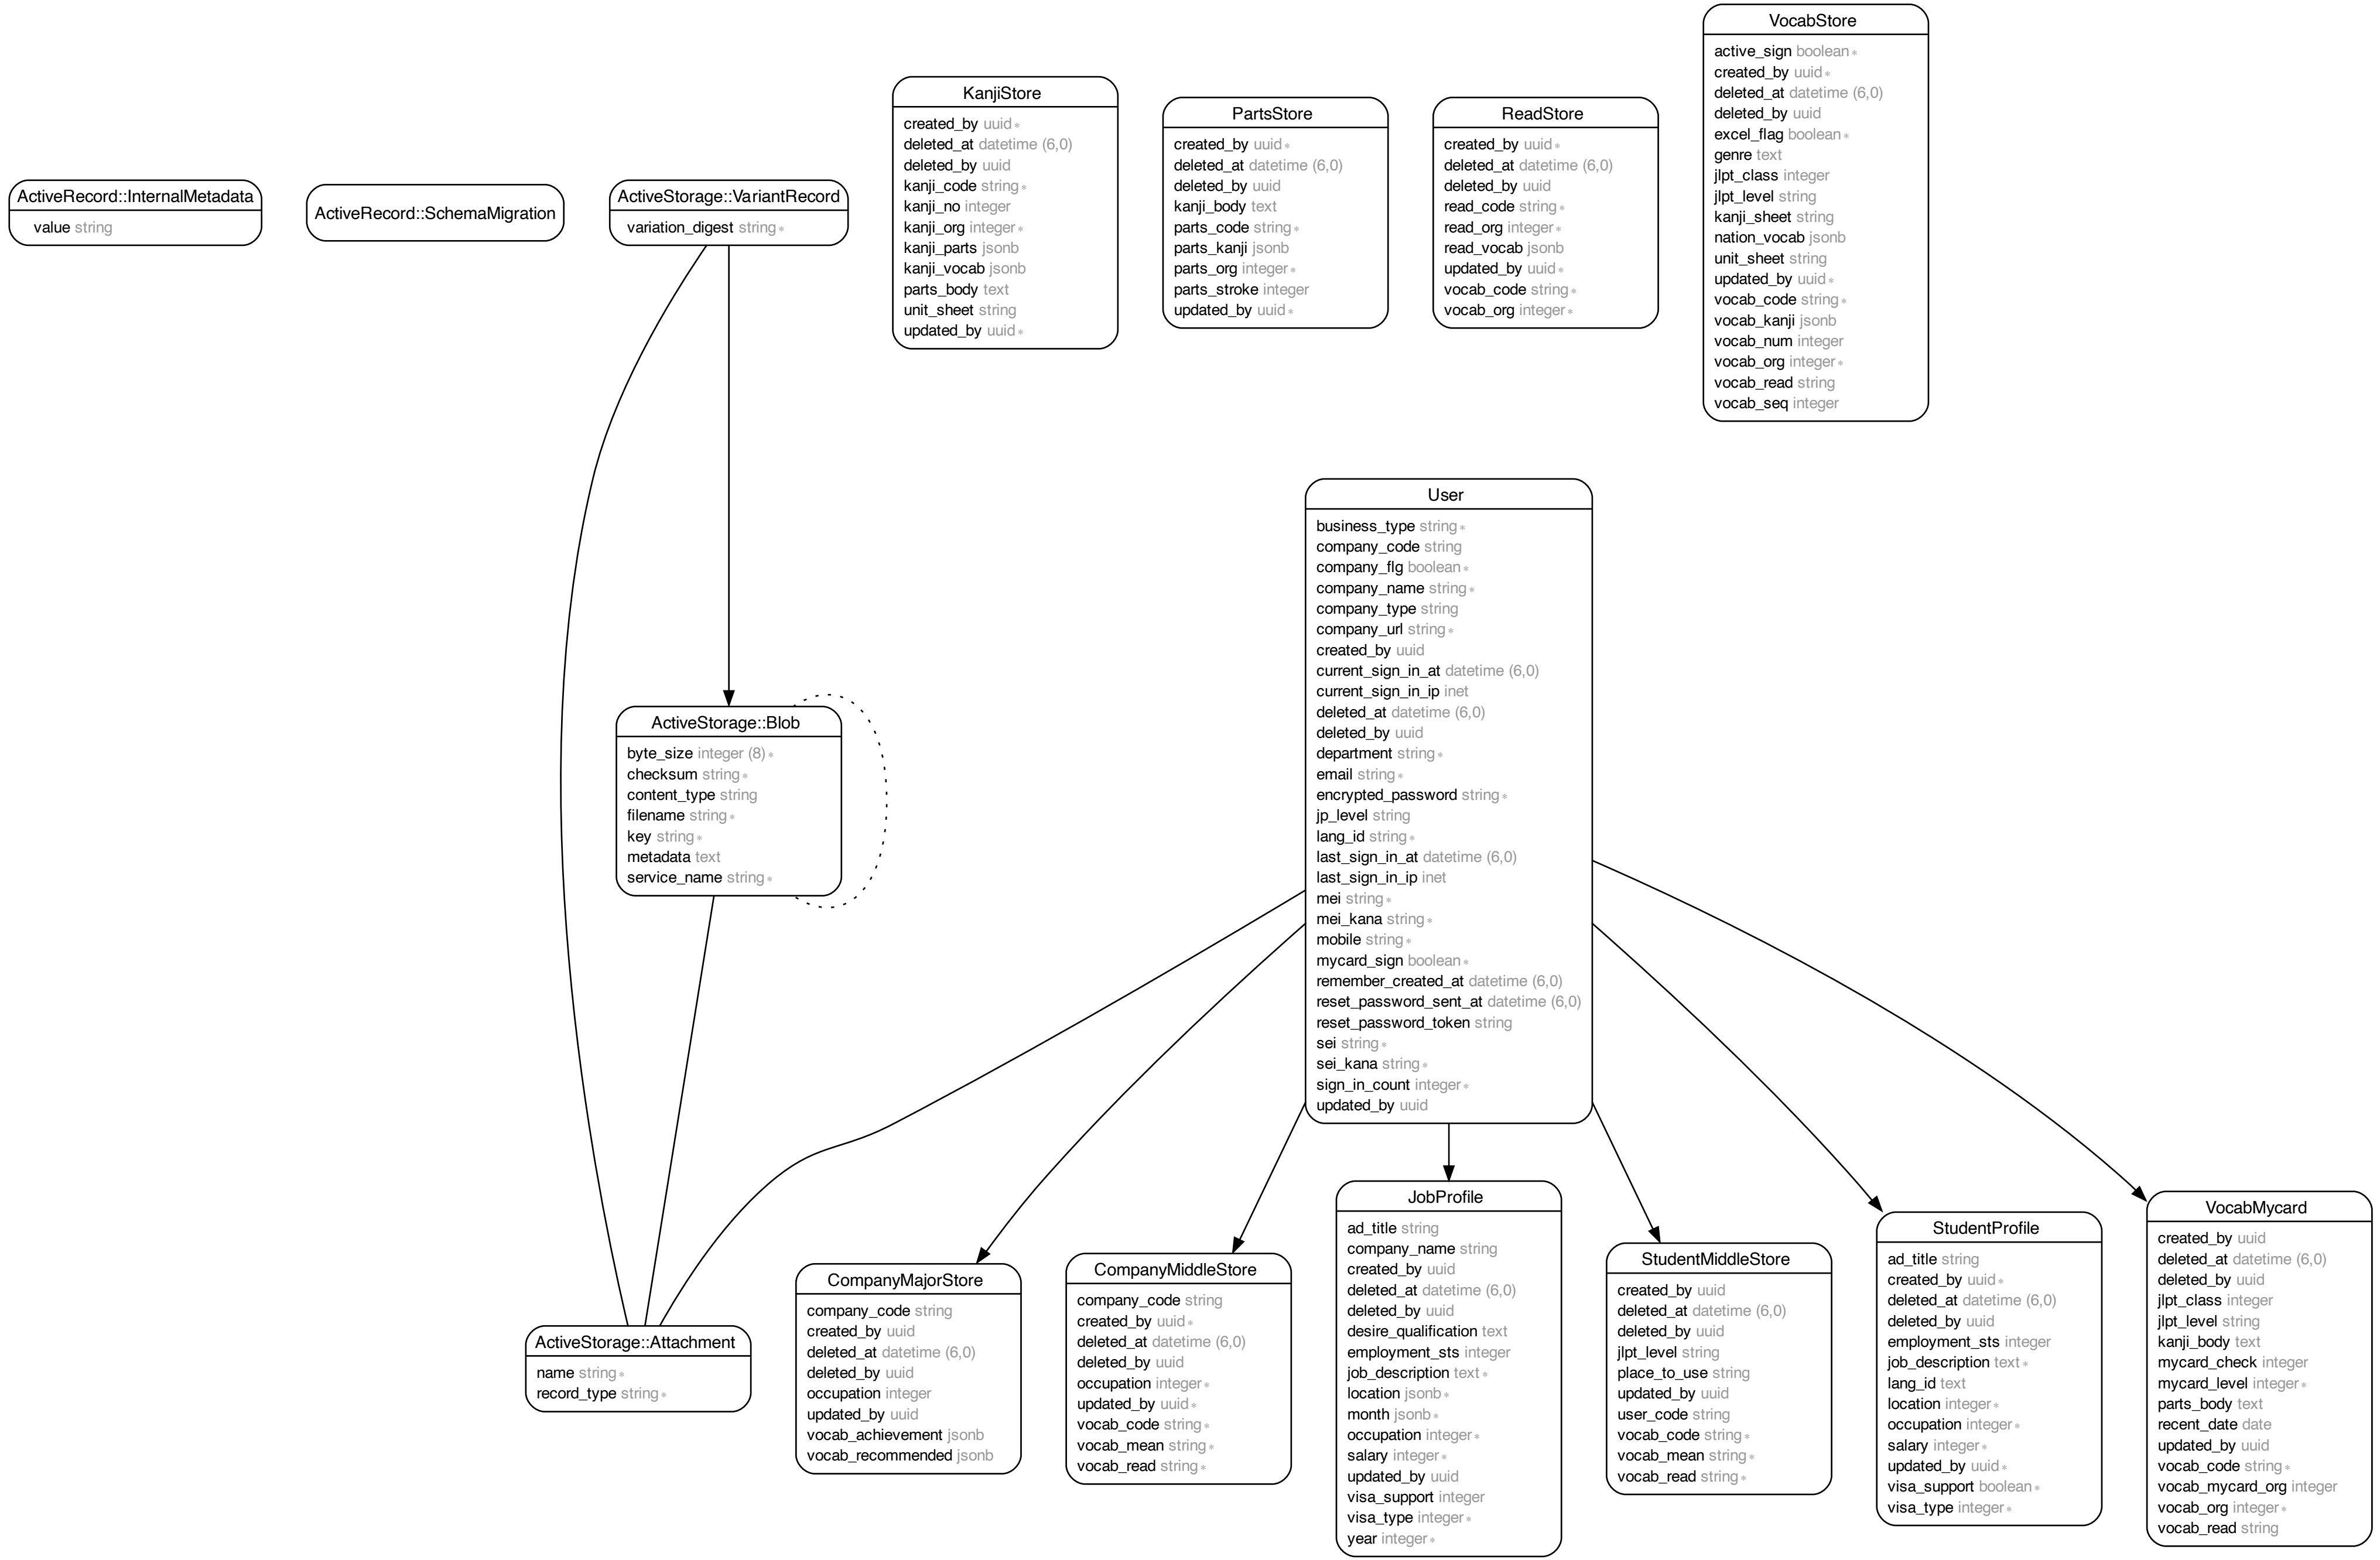 VocabStore
active_sign boolean *
created_by uuid *
deleted_at datetime (6,0)
deleted_by uuid
excel_flag boolean *
genre text
jlpt_class integer
jlpt_level string
kanji_sheet string
nation_vocab jsonb
unit_sheet string
updated_by uuid *
vocab_code string *
vocab_kanji jsonb
vocab_num integer
vocab_org integer *
vocab_read string
vocab_seq integer
KanjiStore
created_by uuid *
deleted_at datetime (6,0)
deleted_by uuid
kanji_code string *
kanji_no integer
kanji_org integer *
kanji_parts jsonb
kanji_vocab jsonb
parts_body text
unit_sheet string
updated_by uuid *
PartsStore
created_by uuid *
deleted_at datetime (6,0)
deleted_by uuid
kanji_body text
parts_code string *
parts_kanji jsonb
parts_org integer *
parts_stroke integer
updated_by uuid *
ReadStore
created_by uuid *
deleted_at datetime (6,0)
deleted_by uuid
read_code string *
read_org integer *
read_vocab jsonb
updated_by uuid *
vocab_code string *
vocab_org integer *
ActiveRecord::InternalMetadata
value string
ActiveRecord::SchemaMigration
ActiveStorage::VariantRecord
variation_digest string *
User
business_type string *
company_code string
company_flg boolean *
company_name string *
company_type string
company_url string *
created_by uuid
current_sign_in_at datetime (6,0)
current_sign_in_ip inet
deleted_at datetime (6,0)
deleted_by uuid
department string *
email string *
encrypted_password string *
jp_level string
lang_id string *
last_sign_in_at datetime (6,0)
last_sign_in_ip inet
mei string *
mei_kana string *
mobile string *
mycard_sign boolean *
remember_created_at datetime (6,0)
reset_password_sent_at datetime (6,0)
reset_password_token string
sei string *
sei_kana string *
sign_in_count integer *
updated_by uuid
ActiveStorage::Blob
byte_size integer (8) *
checksum string *
content_type string
filename string *
key string *
metadata text
service_name string *
ActiveStorage::Attachment
name string *
record_type string *
CompanyMajorStore
company_code string
created_by uuid
deleted_at datetime (6,0)
deleted_by uuid
occupation integer
updated_by uuid
vocab_achievement jsonb
vocab_recommended jsonb
CompanyMiddleStore
company_code string
created_by uuid *
deleted_at datetime (6,0)
deleted_by uuid
occupation integer *
updated_by uuid *
vocab_code string *
vocab_mean string *
vocab_read string *
JobProfile
ad_title string
company_name string
created_by uuid
deleted_at datetime (6,0)
deleted_by uuid
desire_qualification text
employment_sts integer
job_description text *
location jsonb *
month jsonb *
occupation integer *
salary integer *
updated_by uuid
visa_support integer
visa_type integer *
year integer *
StudentMiddleStore
created_by uuid
deleted_at datetime (6,0)
deleted_by uuid
jlpt_level string
place_to_use string
updated_by uuid
user_code string
vocab_code string *
vocab_mean string *
vocab_read string *
StudentProfile
ad_title string
created_by uuid *
deleted_at datetime (6,0)
deleted_by uuid
employment_sts integer
job_description text *
lang_id text
location integer *
occupation integer *
salary integer *
updated_by uuid *
visa_support boolean *
visa_type integer *
VocabMycard
created_by uuid
deleted_at datetime (6,0)
deleted_by uuid
jlpt_class integer
jlpt_level string
kanji_body text
mycard_check integer
mycard_level integer *
parts_body text
recent_date date
updated_by uuid
vocab_code string *
vocab_mycard_org integer
vocab_org integer *
vocab_read string